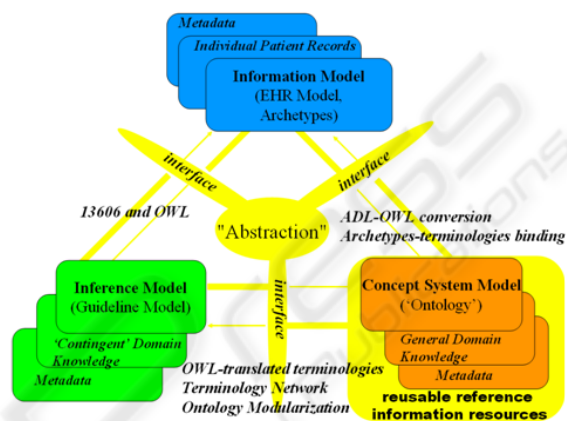 Metadata
Individual Patient Records
Information Model
(EHR Model,
Archetypes)
interface
interface
13606 and OWL
"Abstraction"
ADL-OWL conversion
Archetypes-terminologies binding
interface
Inference Model
(Guideline Model)
'Contingent' Domain
Knowledge
Metadata
Concept System Model
('Ontology')
General Domain
Knowledge
Metadata
OWL-translated terminologies
Terminology Network
Ontology Modularization
reusable reference
information resources